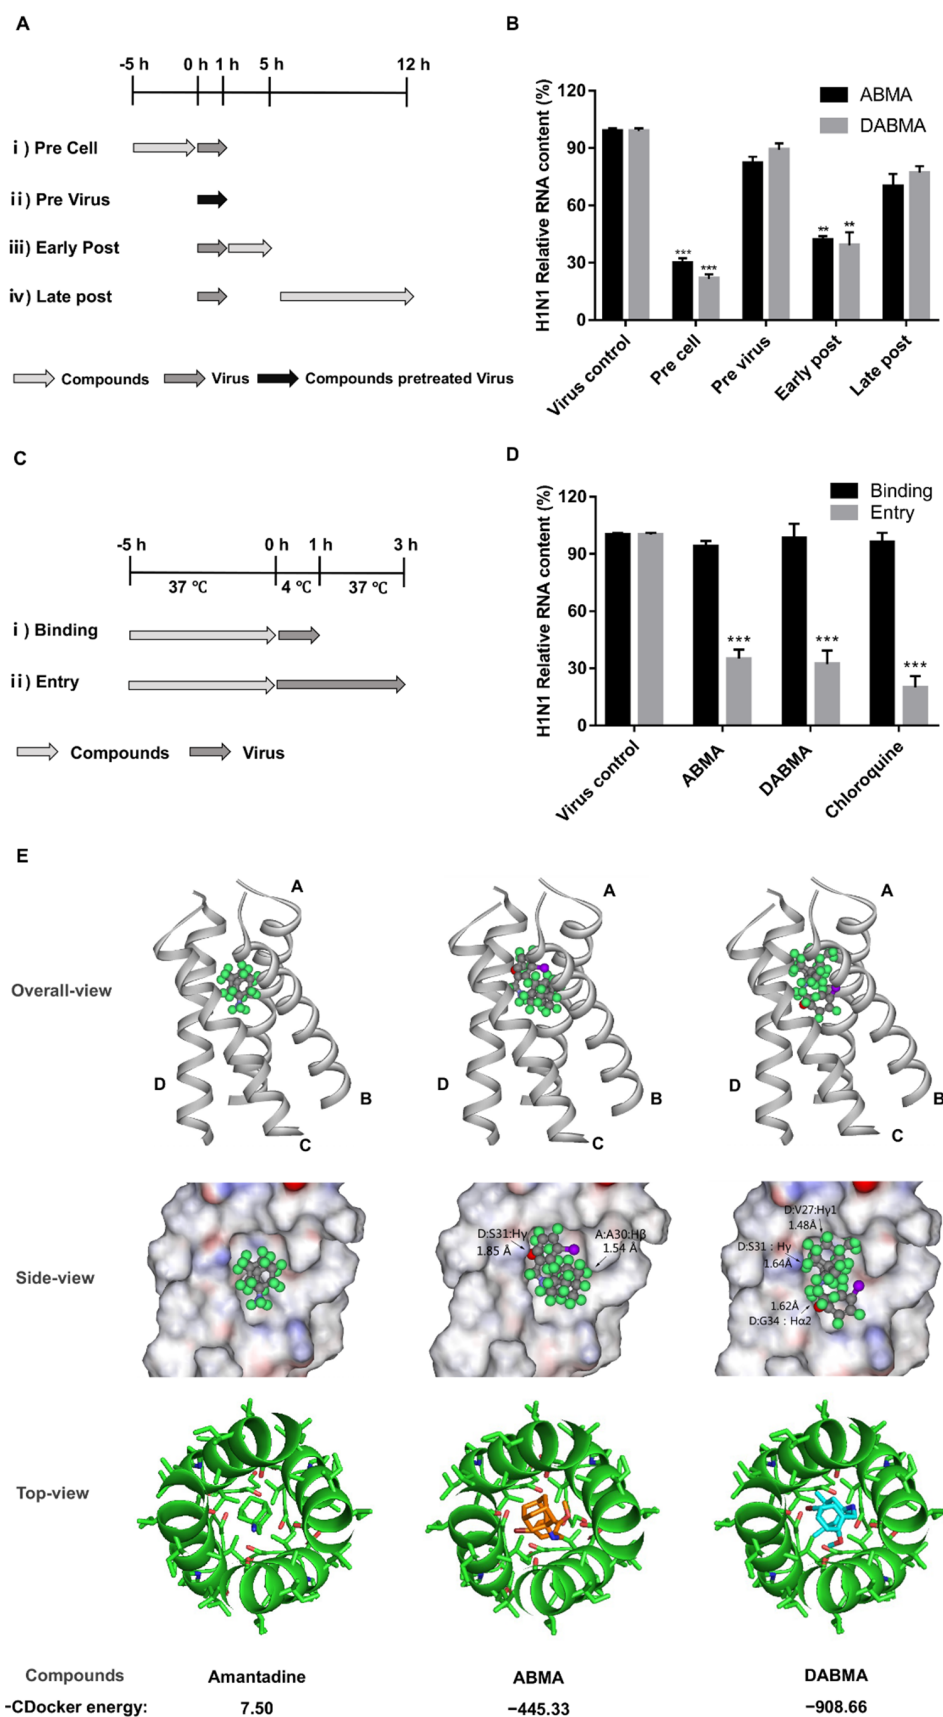 A
-5 h 0 h 1 h 5 h 12 h
i ) Pre Cell
ii) Pre Virus
iii) Early Post
iv) Late post
Compounds Virus Compounds pretreated Virus
B
H1N1 Relative RNA content (%)
120
90
60
30
0
ABMA
DABMA
***
***
**
**
Virus control
Pre cell
Pre virus
Early post
Late post
C
-5 h 0 h 1 h 3 h
37 ℃ 4 ℃ 37 ℃
i ) Binding
ii) Entry
Compounds Virus
D
H1N1 Relative RNA content (%)
120
90
60
30
0
Binding
Entry
***
***
***
Virus control
ABMA
DABMA
Chloroquine
E
Overall-view
A
D
B
C
A
D
B
C
A
D
B
C
Side-view
D:S31:Hγ
1.85 Å
A:A30:Hβ
1.54 Å
D:V27:Hγ1
1.48Å
D:S31 : Hγ
1.64Å
1.62Å
D:G34 : Hα2
Top-view
Compounds Amantadine ABMA DABMA
-CDocker energy: 7.50 −445.33 −908.66